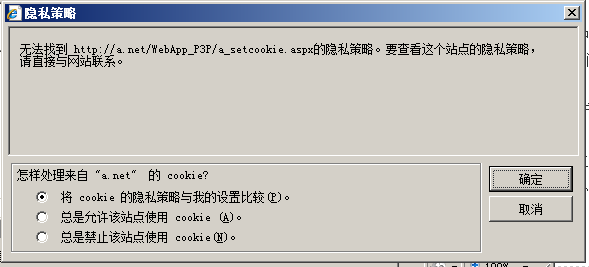 隐私策略
无法找到 http://a.net/WebApp_P3P/a_setcookie.aspx的隐私策略。要查看这个站点的隐私策略，
请直接与网站联系。
怎样处理来自 "a.net" 的 cookie?
将 cookie 的隐私策略与我的设置比较(P)。
总是允许该站点使用 cookie (A)。
总是禁止该站点使用 cookie(N)。
确定
取消
100%